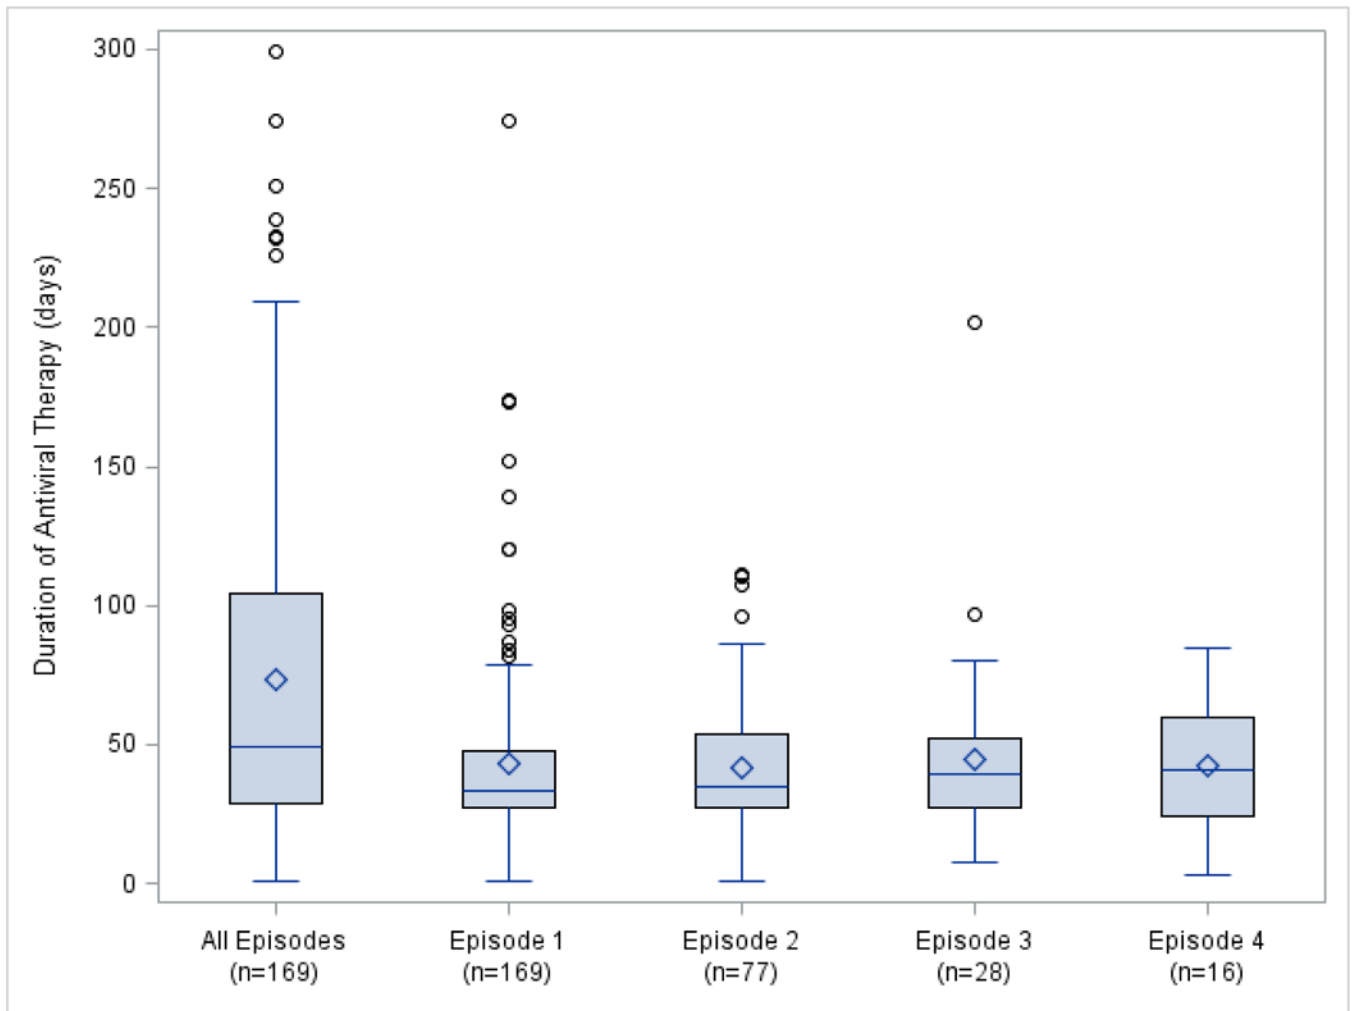 Duration of Antiviral Therapy (days)
300
250
200
150
100
50
0
All Episodes
(n=169)
Episode 1
(n=169)
Episode 2
(n=77)
Episode 3
(n=28)
Episode 4
(n=16)